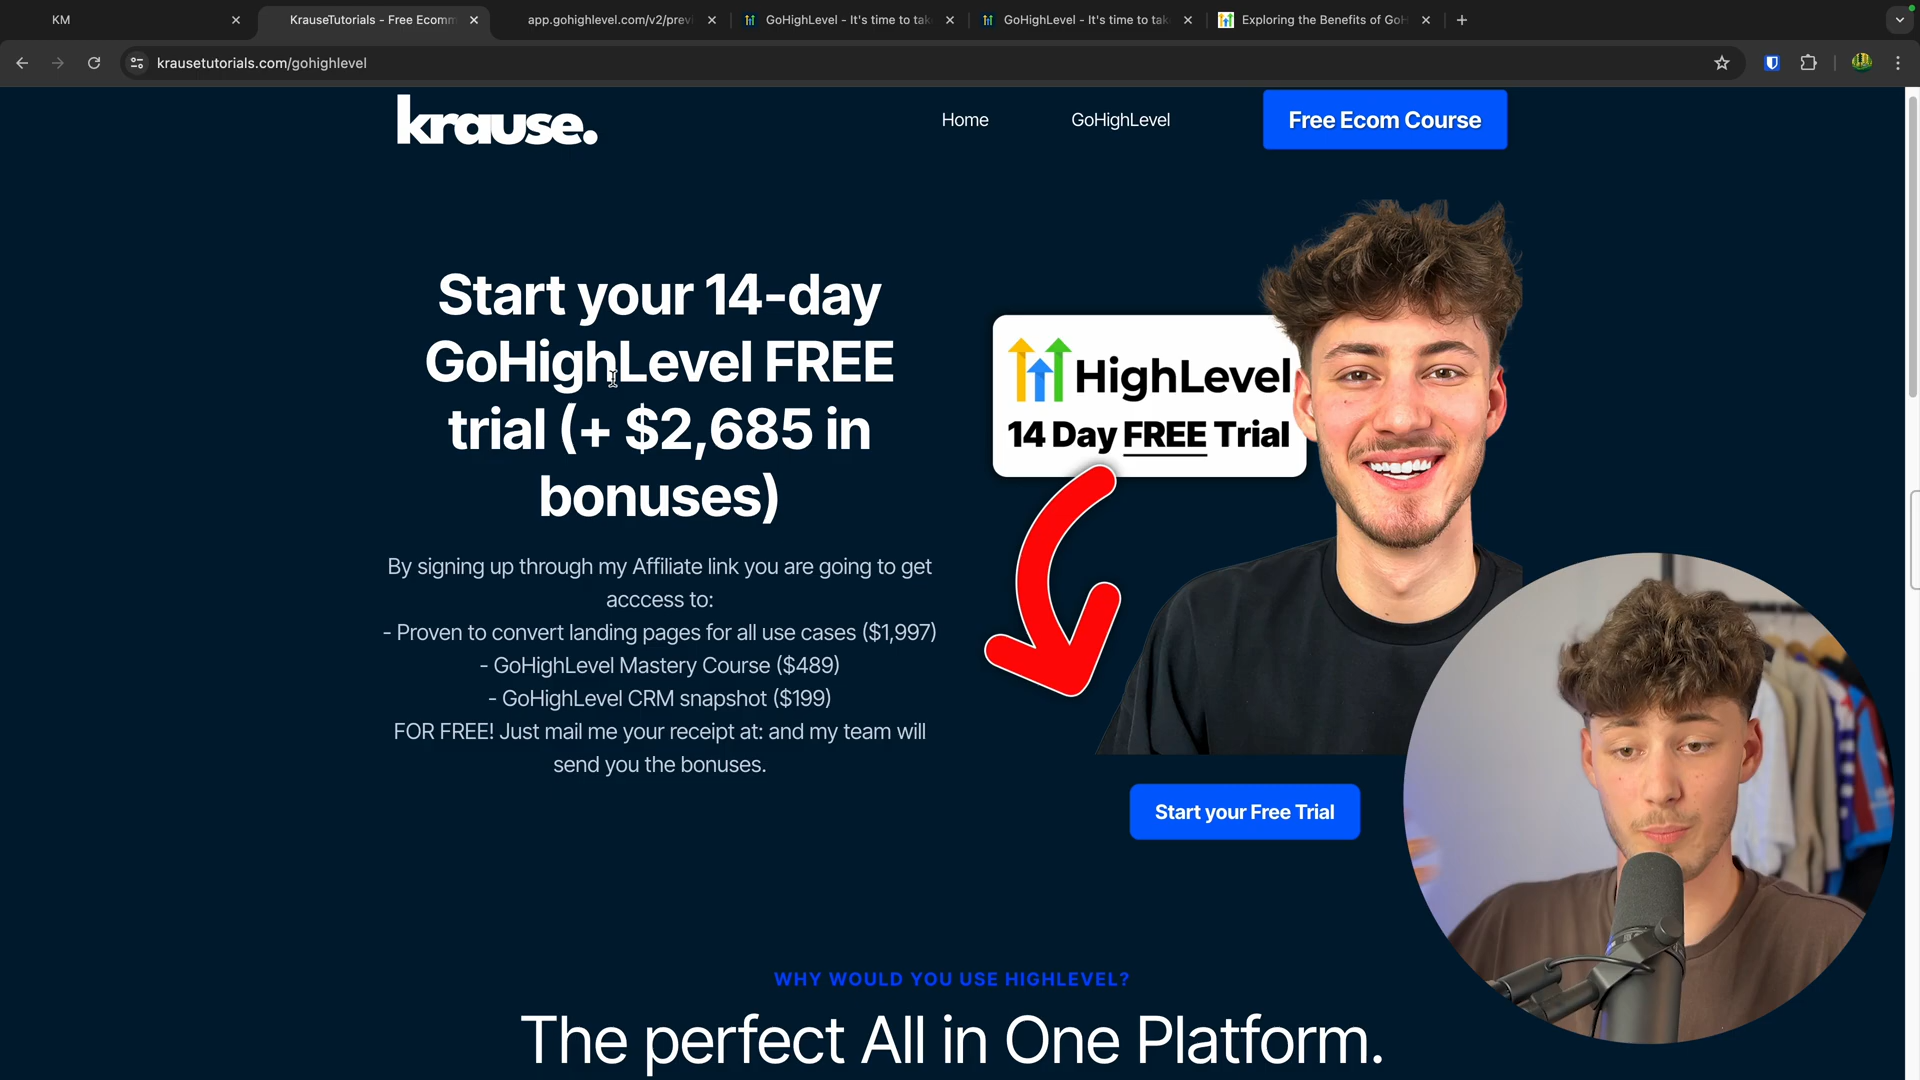 KM
KrauseTutorials - Free Ecomm
app.gohighlevel.com/v2/previ
GoHighLevel - It's time to tak
GoHighLevel - It's time to tak
Exploring the Benefits of GoH
krausetutorials.com/gohighlevel
krause.
Home
GoHighLevel
Free Ecom Course
Start your 14-day
GoHighLevel FREE
trial (+ $2,685 in
bonuses)
HighLevel
14 Day FREE Trial
By signing up through my Affiliate link you are going to get
acccess to:
- Proven to convert landing pages for all use cases ($1,997)
- GoHighLevel Mastery Course ($489)
- GoHighLevel CRM snapshot ($199)
FOR FREE! Just mail me your receipt at: and my team will
send you the bonuses.
Start your Free Trial
WHY WOULD YOU USE HIGHLEVEL?
The perfect All in One Platform.